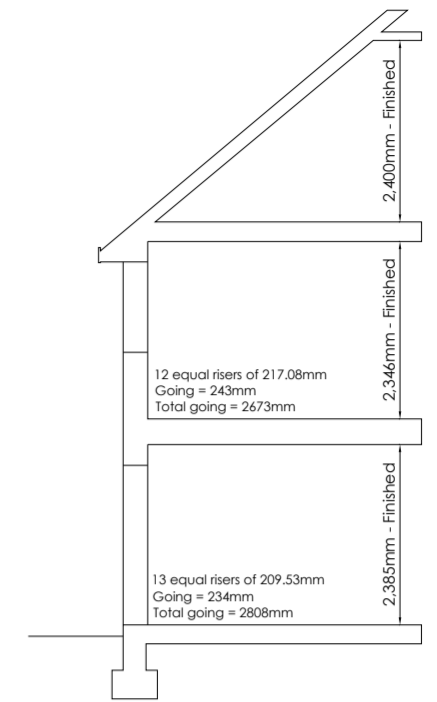 2,400mm - Finished
2,346mm - Finished
12 equal risers of 217.08mm
Going = 243mm
Total going = 2673mm
2,385mm - Finished
13 equal risers of 209.53mm
Going = 234mm
Total going = 2808mm